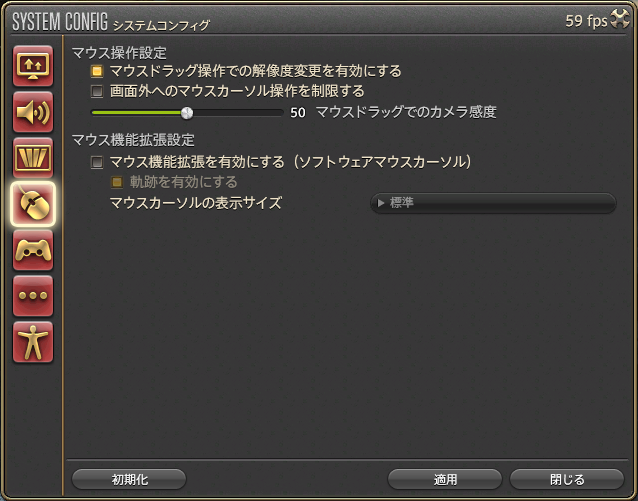 SYSTEM CONFIG システムコンフィグ 59 fps
マウス操作設定
マウスドラッグ操作での解像度変更を有効にする
画面外へのマウスカーソル操作を制限する
50 マウスドラッグでのカメラ感度
マウス機能拡張設定
マウス機能拡張を有効にする（ソフトウェアマウスカーソル）
軌跡を有効にする
マウスカーソルの表示サイズ 標準
初期化 適用 閉じる